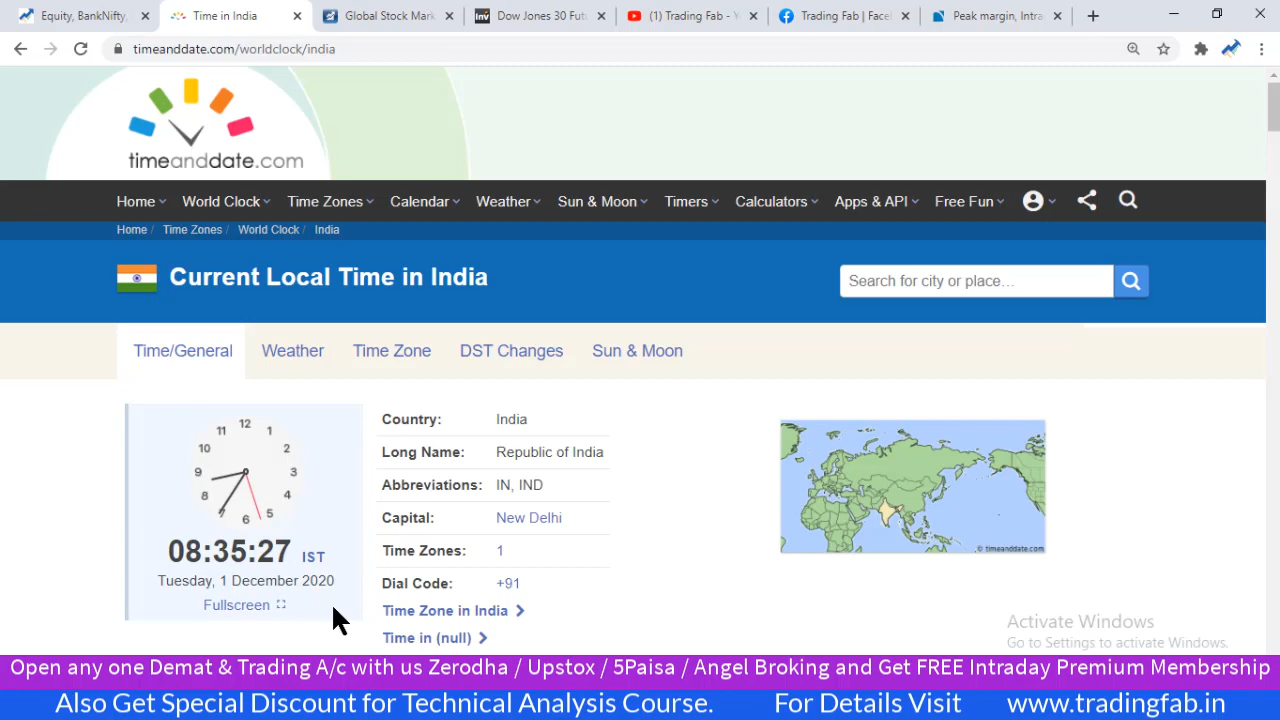 Equity, BankNifty,
Time in India
Global Stock Mark
Dow Jones 30 Futu
(1) Trading Fab - Y
Trading Fab | Face
Peak margin, Intra
timeanddate.com/worldclock/india
timeanddate.com
Home World Clock Time Zones Calendar Weather Sun & Moon Timers Calculators Apps & API Free Fun
Home / Time Zones / World Clock / India
Current Local Time in India
Search for city or place...
Time/General Weather Time Zone DST Changes Sun & Moon
12
1
2
3
4
5
6
7
8
9
10
11
08:35:27 IST
Tuesday, 1 December 2020
Fullscreen
Country: India
Long Name: Republic of India
Abbreviations: IN, IND
Capital: New Delhi
Time Zones: 1
Dial Code: +91
Time Zone in India
Time in (null)
© timeanddate.com
Activate Windows
Go to Settings to activate Windows.
Open any one Demat & Trading A/c with us Zerodha / Upstox / 5Paisa / Angel Broking and Get FREE Intraday Premium Membership
Also Get Special Discount for Technical Analysis Course. For Details Visit www.tradingfab.in